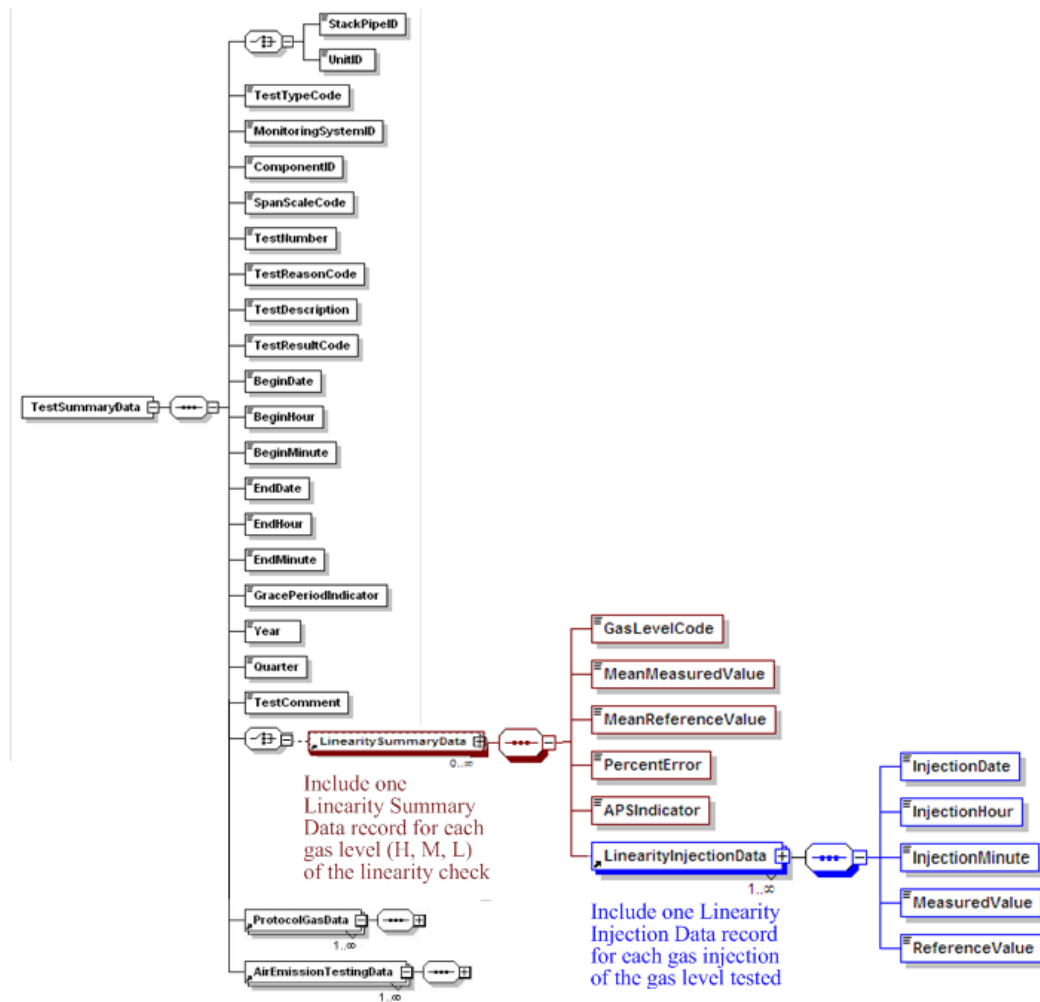 StackPipeID
UnitID
TestTypeCode
MonitoringSystemID
ComponentID
SpanScaleCode
TestNumber
TestReasonCode
TestDescription
TestResultCode
BeginDate
TestSummaryData
BeginHour
BeginMinute
EndDate
EndHour
EndMinute
GracePeriodIndicator
Year
Quarter
TestComment
LinearitySummaryData
0..∞
Include one
Linearity Summary
Data record for each
gas level (H, M, L)
of the linearity check
GasLevelCode
MeanMeasuredValue
MeanReferenceValue
PercentError
APSIndicator
LinearityInjectionData
1..∞
Include one Linearity
Injection Data record
for each gas injection
of the gas level tested
InjectionDate
InjectionHour
InjectionMinute
MeasuredValue
ReferenceValue
ProtocolGasData
1..∞
AirEmissionTestingData
1..∞